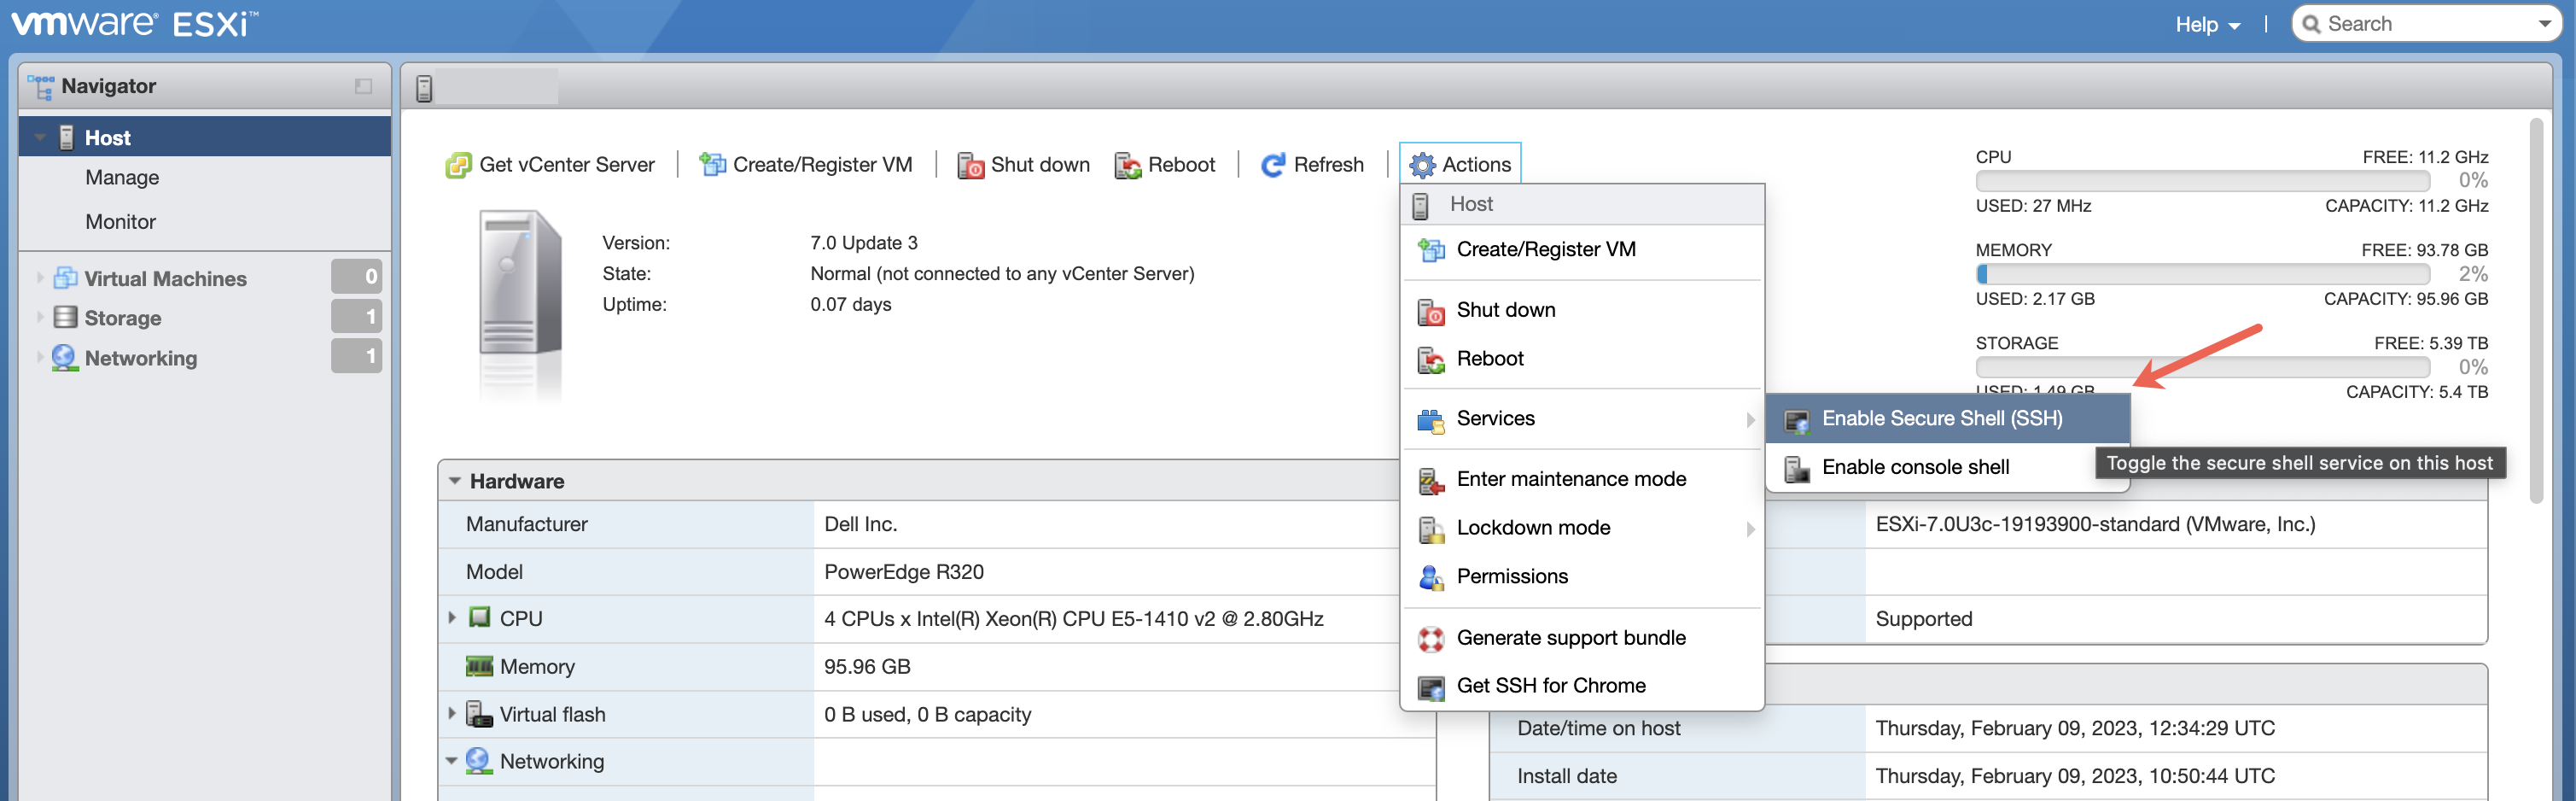 vmware® ESXi™
Help
Search
Navigator
Host
Manage
Monitor
Virtual Machines 0
Storage 1
Networking 1
Get vCenter Server
Create/Register VM
Shut down
Reboot
Refresh
Actions
Version: 7.0 Update 3
State: Normal (not connected to any vCenter Server)
Uptime: 0.07 days
CPU FREE: 11.2 GHz
0%
USED: 27 MHz CAPACITY: 11.2 GHz
MEMORY FREE: 93.78 GB
2%
USED: 2.17 GB CAPACITY: 95.96 GB
STORAGE FREE: 5.39 TB
0%
USED: 1.49 GB CAPACITY: 5.4 TB
Host
Create/Register VM
Shut down
Reboot
Services
Enter maintenance mode
Lockdown mode
Permissions
Generate support bundle
Get SSH for Chrome
Enable Secure Shell (SSH)
Enable console shell
Toggle the secure shell service on this host
Hardware
Manufacturer Dell Inc.
Model PowerEdge R320
CPU 4 CPUs x Intel(R) Xeon(R) CPU E5-1410 v2 @ 2.80GHz
Memory 95.96 GB
Virtual flash 0 B used, 0 B capacity
Networking
ESXi-7.0U3c-19193900-standard (VMware, Inc.)
Supported
Date/time on host Thursday, February 09, 2023, 12:34:29 UTC
Install date Thursday, February 09, 2023, 10:50:44 UTC